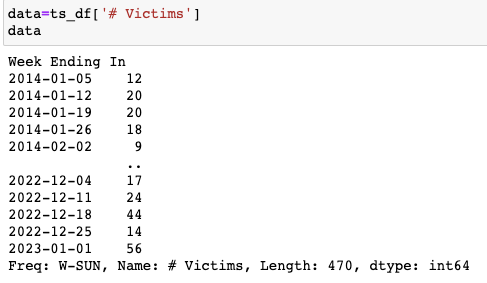 data=ts_df['# Victims']
data
Week Ending In
2014-01-05    12
2014-01-12    20
2014-01-19    20
2014-01-26    18
2014-02-02     9
              ..
2022-12-04    17
2022-12-11    24
2022-12-18    44
2022-12-25    14
2023-01-01    56
Freq: W-SUN, Name: # Victims, Length: 470, dtype: int64